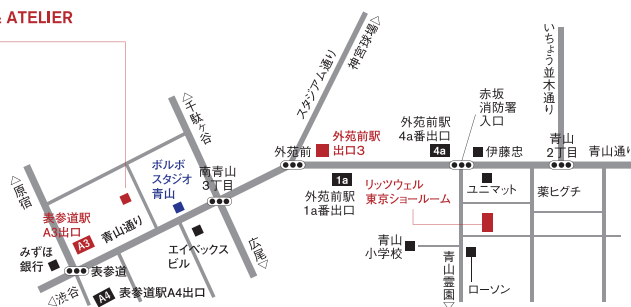 ATELIER
スタジアム通り
神宮球場▷
いちょう並木通り
◁千駄ヶ谷
赤坂
消防署
入口
外苑前駅
4a番出口
4a
伊藤忠
青山
2丁目
青山通り
外苑前
外苑前駅
出口3
1a
外苑前駅
1a番出口
リッツウェル
東京ショールーム
ユニマット
薬ヒグチ
南青山
3丁目
ボルボ
スタジオ
青山
◁原宿
表参道駅
A3出口
A3
青山通り
エイベックス
ビル
広尾▷
みずほ
銀行
表参道
◁渋谷
A4
表参道駅A4出口
青山
小学校
青山霊園▽
ローソン